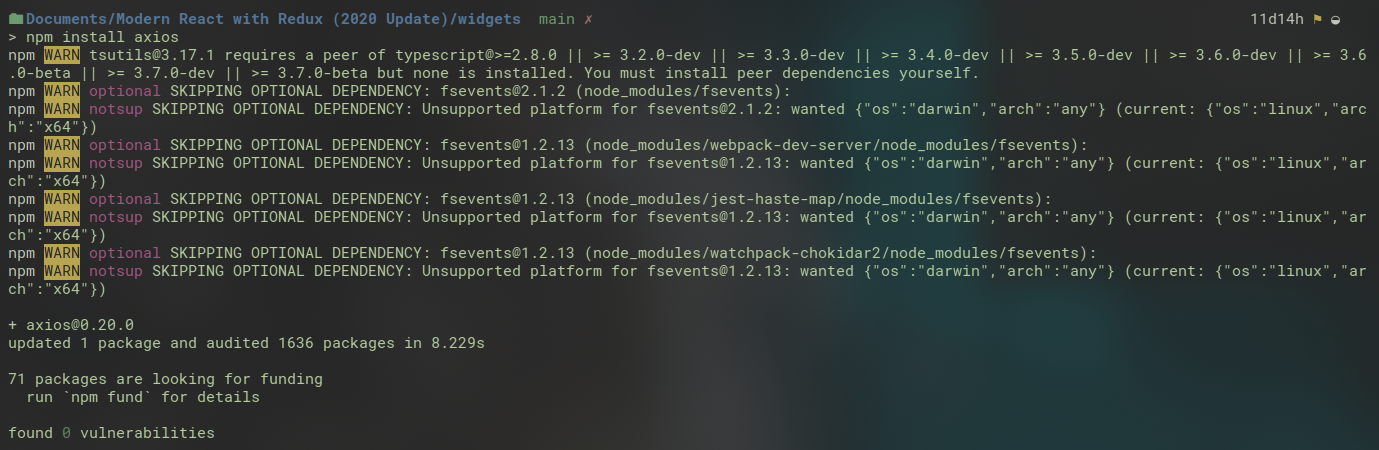 Documents/Modern React with Redux (2020 Update)/widgets main ✗ 11d14h
> npm install axios
npm WARN tsutils@3.17.1 requires a peer of typescript@>=2.8.0 || >= 3.2.0-dev || >= 3.3.0-dev || >= 3.4.0-dev || >= 3.5.0-dev || >= 3.6.0-dev || >= 3.6
.0-beta || >= 3.7.0-dev || >= 3.7.0-beta but none is installed. You must install peer dependencies yourself.
npm WARN optional SKIPPING OPTIONAL DEPENDENCY: fsevents@2.1.2 (node_modules/fsevents):
npm WARN notsup SKIPPING OPTIONAL DEPENDENCY: Unsupported platform for fsevents@2.1.2: wanted {"os":"darwin","arch":"any"} (current: {"os":"linux","arc
h":"x64"})
npm WARN optional SKIPPING OPTIONAL DEPENDENCY: fsevents@1.2.13 (node_modules/webpack-dev-server/node_modules/fsevents):
npm WARN notsup SKIPPING OPTIONAL DEPENDENCY: Unsupported platform for fsevents@1.2.13: wanted {"os":"darwin","arch":"any"} (current: {"os":"linux","ar
ch":"x64"})
npm WARN optional SKIPPING OPTIONAL DEPENDENCY: fsevents@1.2.13 (node_modules/jest-haste-map/node_modules/fsevents):
npm WARN notsup SKIPPING OPTIONAL DEPENDENCY: Unsupported platform for fsevents@1.2.13: wanted {"os":"darwin","arch":"any"} (current: {"os":"linux","ar
ch":"x64"})
npm WARN optional SKIPPING OPTIONAL DEPENDENCY: fsevents@1.2.13 (node_modules/watchpack-chokidar2/node_modules/fsevents):
npm WARN notsup SKIPPING OPTIONAL DEPENDENCY: Unsupported platform for fsevents@1.2.13: wanted {"os":"darwin","arch":"any"} (current: {"os":"linux","ar
ch":"x64"})
+ axios@0.20.0
updated 1 package and audited 1636 packages in 8.229s
71 packages are looking for funding
run `npm fund` for details
found 0 vulnerabilities